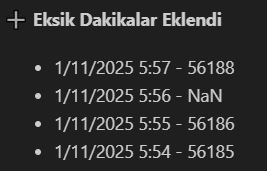 Eksik Dakikalar Eklendi
1/11/2025 5:57 - 56188
1/11/2025 5:56 - NaN
1/11/2025 5:55 - 56186
1/11/2025 5:54 - 56185